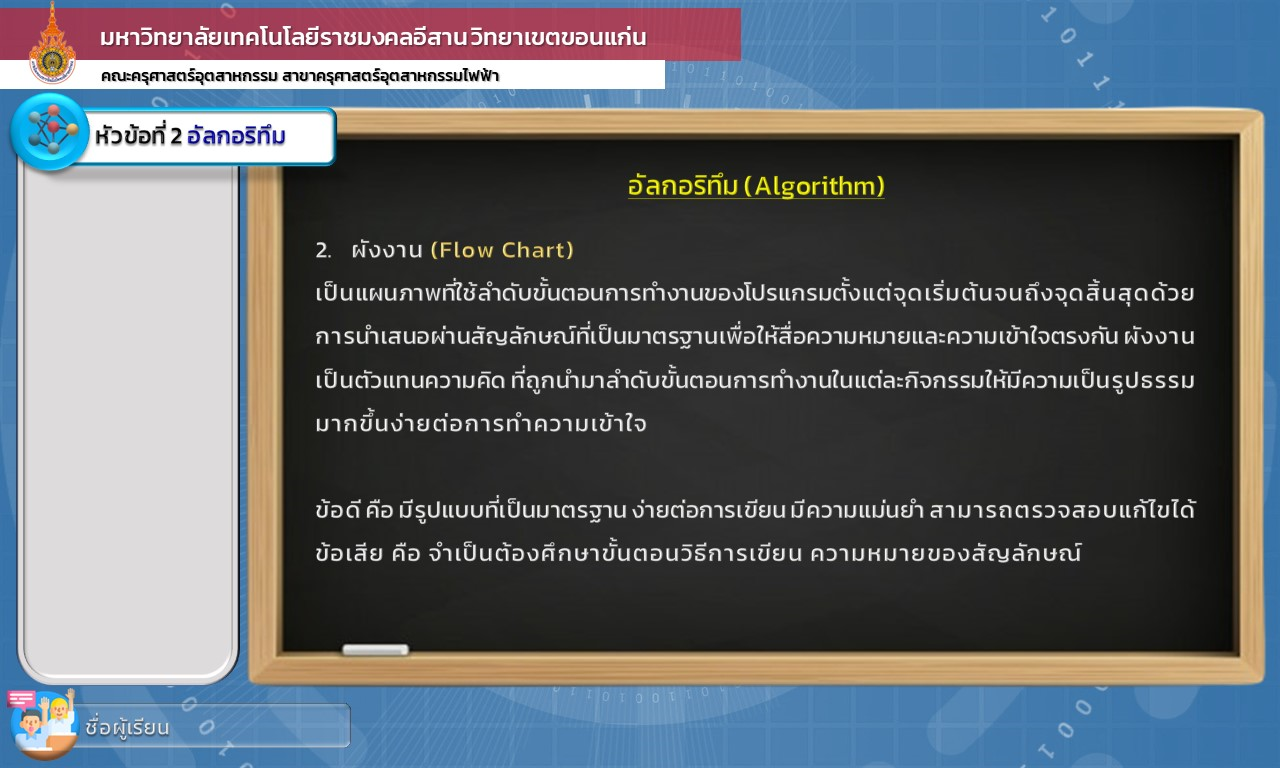 มหาวิทยาลัยเทคโนโลยีราชมงคลอีสาน วิทยาเขตขอนแก่น
คณะครุศาสตร์อุตสาหกรรม สาขาครุศาสตร์อุตสาหกรรมไฟฟ้า
หัวข้อที่ 2 อัลกอริทึม
อัลกอริทึม (Algorithm)
2. ผังงาน (Flow Chart)
เป็นแผนภาพที่ใช้ลำดับขั้นตอนการทำงานของโปรแกรมตั้งแต่จุดเริ่มต้นจนถึงจุดสิ้นสุดด้วย
การนำเสนอผ่านสัญลักษณ์ที่เป็นมาตรฐานเพื่อให้สื่อความหมายและความเข้าใจตรงกัน ผังงาน
เป็นตัวแทนความคิด ที่ถูกนำมาลำดับขั้นตอนการทำงานในแต่ละกิจกรรมให้มีความเป็นรูปธรรม
มากขึ้นง่ายต่อการทำความเข้าใจ
ข้อดี คือ มีรูปแบบที่เป็นมาตรฐาน ง่ายต่อการเขียน มีความแม่นยำ สามารถตรวจสอบแก้ไขได้
ข้อเสีย คือ จำเป็นต้องศึกษาขั้นตอนวิธีการเขียน ความหมายของสัญลักษณ์
ชื่อผู้เรียน